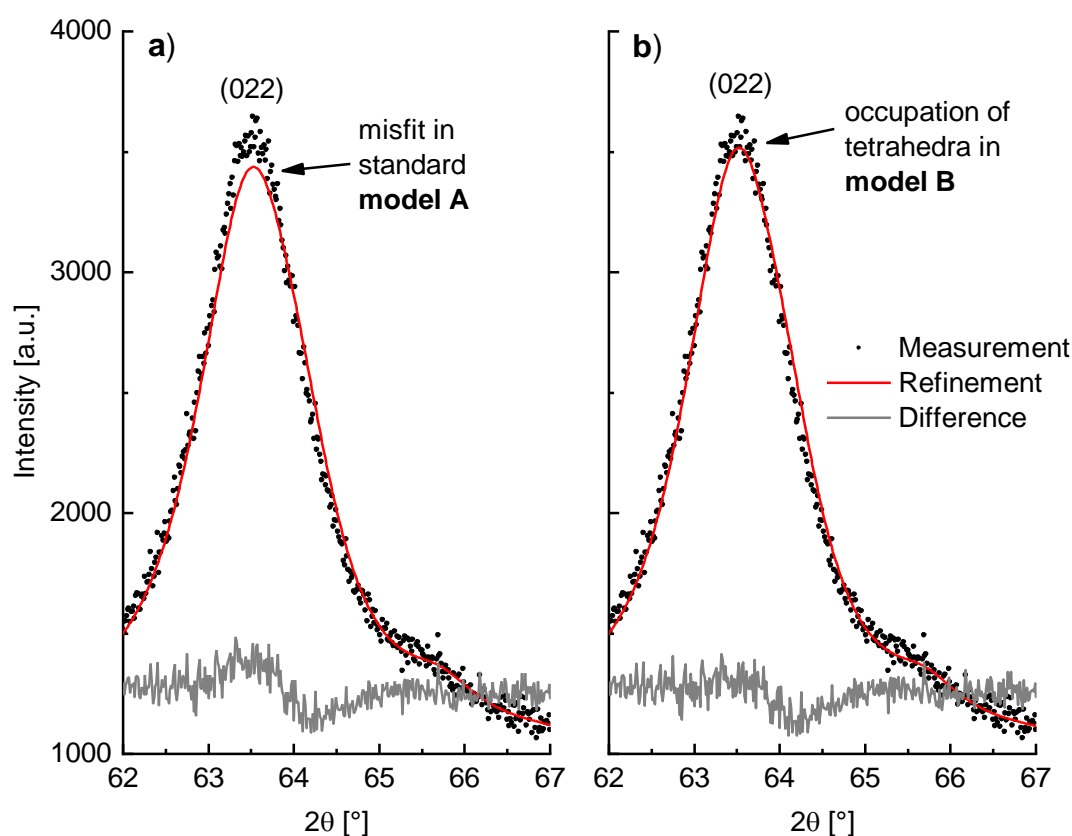 a)
(022)
misfit in
standard
model A
4000
3000
2000
1000
Intensity [a.u.]
62 63 64 65 66 67
2θ [°]
b)
(022)
occupation of
tetrahedra in
model B
Measurement
Refinement
Difference
62 63 64 65 66 67
2θ [°]